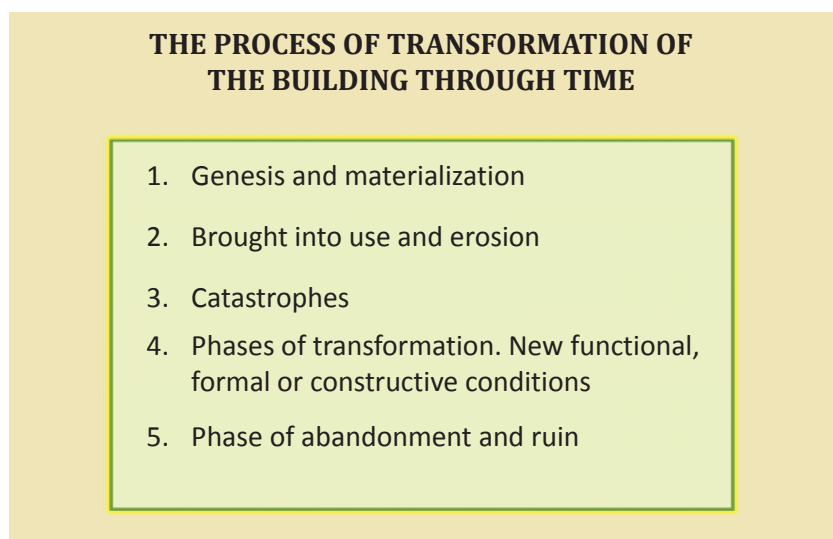 THE PROCESS OF TRANSFORMATION OF
THE BUILDING THROUGH TIME
1. Genesis and materialization
2. Brought into use and erosion
3. Catastrophes
4. Phases of transformation. New functional,
formal or constructive conditions
5. Phase of abandonment and ruin